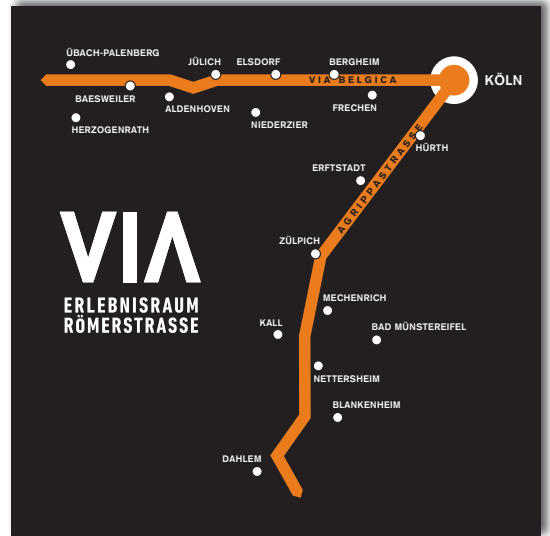 ÜBACH-PALENBERG
JÜLICH
ELSDORF
BERGHEIM
VIA BELGICA
KÖLN
BAESWEILER
ALDENHOVEN
FRECHEN
HERZOGENRATH
NIEDERZIER
HÜRTH
AGRIPPASTRASSE
ERFTSTADT
ZÜLPICH
VIA
ERLEBNISRAUM
RÖMERSTRASSE
MECHENRICH
KALL
BAD MÜNSTEREIFEL
NETTERSHEIM
BLANKENHEIM
DAHLEM